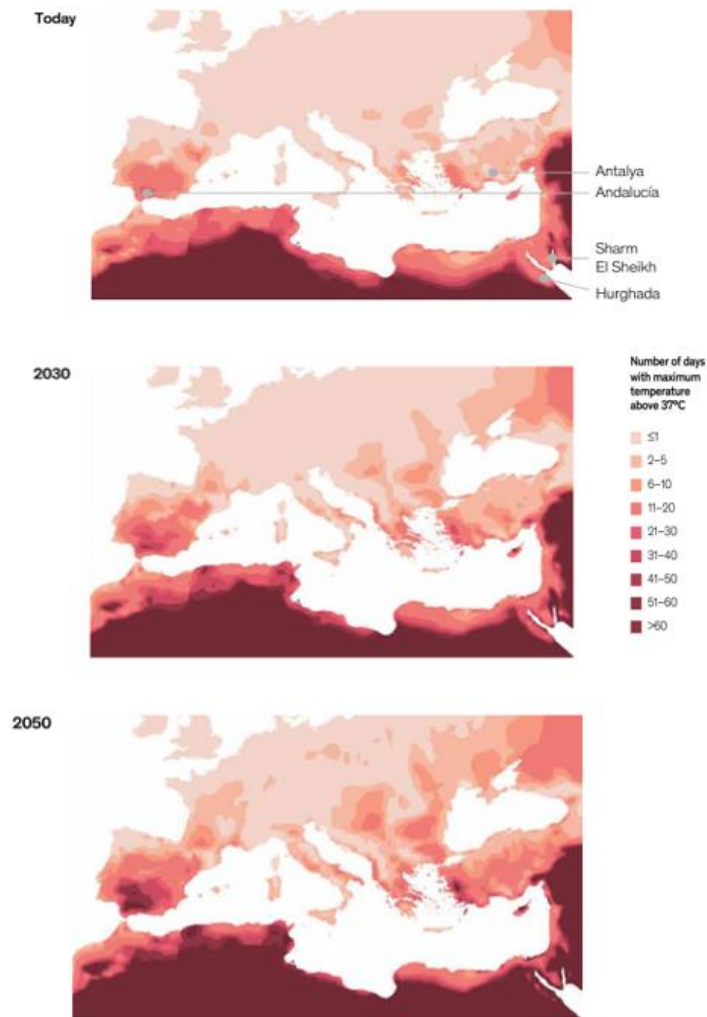 Today
Antalya
Andalucía
Sharm
El Sheikh
Hurghada
2030
Number of days
with maximum
temperature
above 37ºC
≤1
2–5
6–10
11–20
21–30
31–40
41–50
51–60
>60
2050